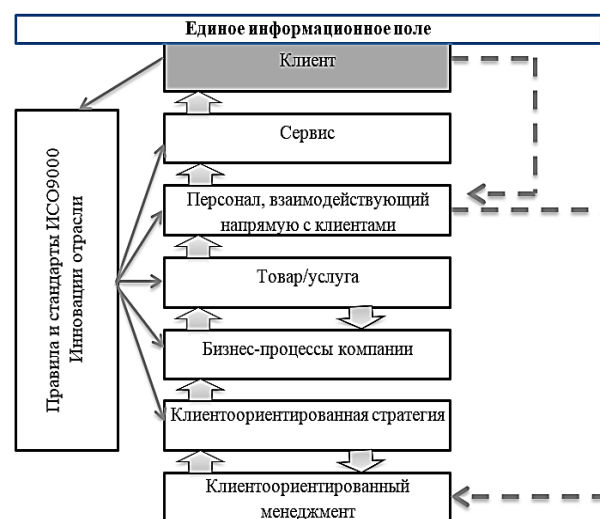 Единое информационное поле
Клиент
Сервис
Персонал, взаимодействующий
напрямую с клиентами
Товар/услуга
Бизнес-процессы компании
Клиентоориентированная стратегия
Клиентоориентированный
менеджмент
Правила и стандарты ИСО9000
Инновации отрасли